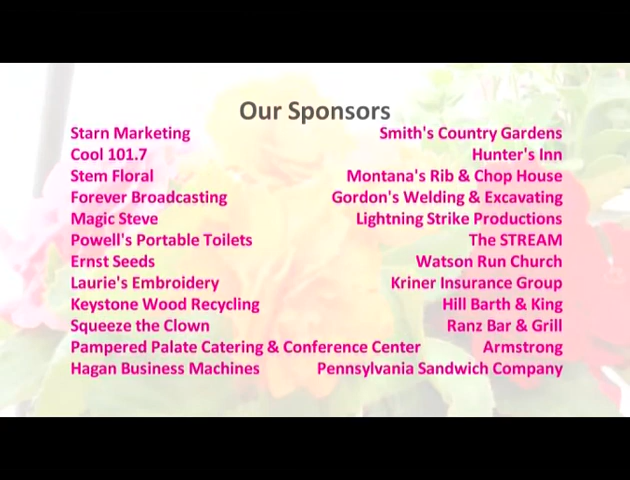 Our Sponsors
Starn Marketing Smith's Country Gardens
Cool 101.7 Hunter's Inn
Stem Floral Montana's Rib & Chop House
Forever Broadcasting Gordon's Welding & Excavating
Magic Steve Lightning Strike Productions
Powell's Portable Toilets The STREAM
Ernst Seeds Watson Run Church
Laurie's Embroidery Kriner Insurance Group
Keystone Wood Recycling Hill Barth & King
Squeeze the Clown Ranz Bar & Grill
Pampered Palate Catering & Conference Center Armstrong
Hagan Business Machines Pennsylvania Sandwich Company